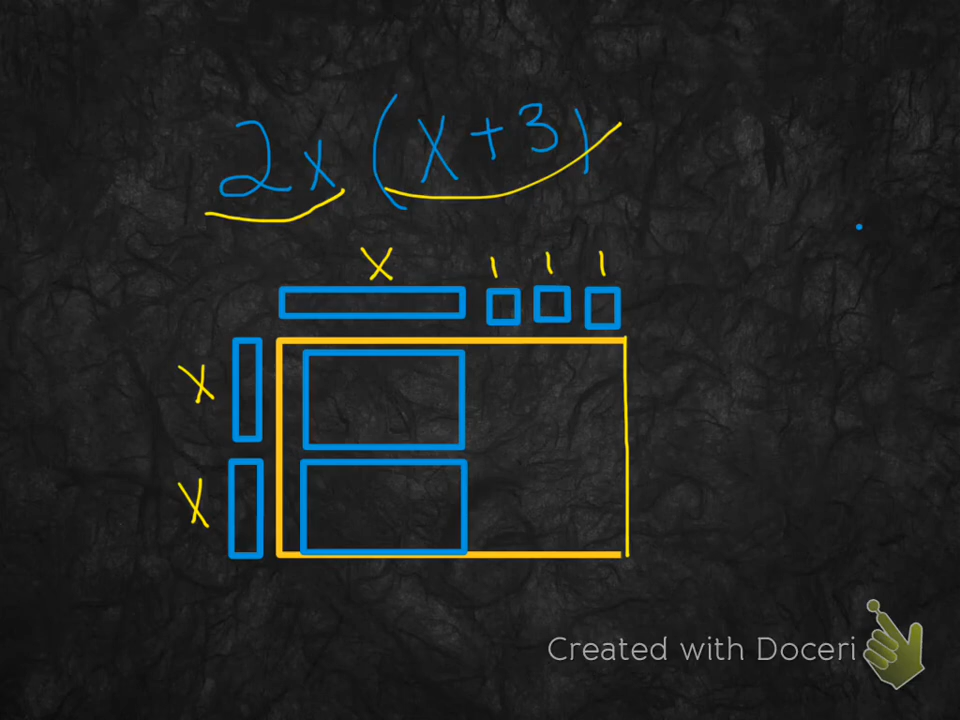 2x (x+3)
x 1 1 1
x
x
Created with Doceri